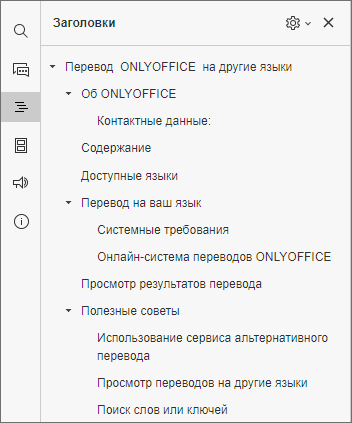 Заголовки
Перевод ONLYOFFICE на другие языки
Об ONLYOFFICE
Контактные данные:
Содержание
Доступные языки
Перевод на ваш язык
Системные требования
Онлайн-система переводов ONLYOFFICE
Просмотр результатов перевода
Полезные советы
Использование сервиса альтернативного
перевода
Просмотр переводов на другие языки
Поиск слов или ключей